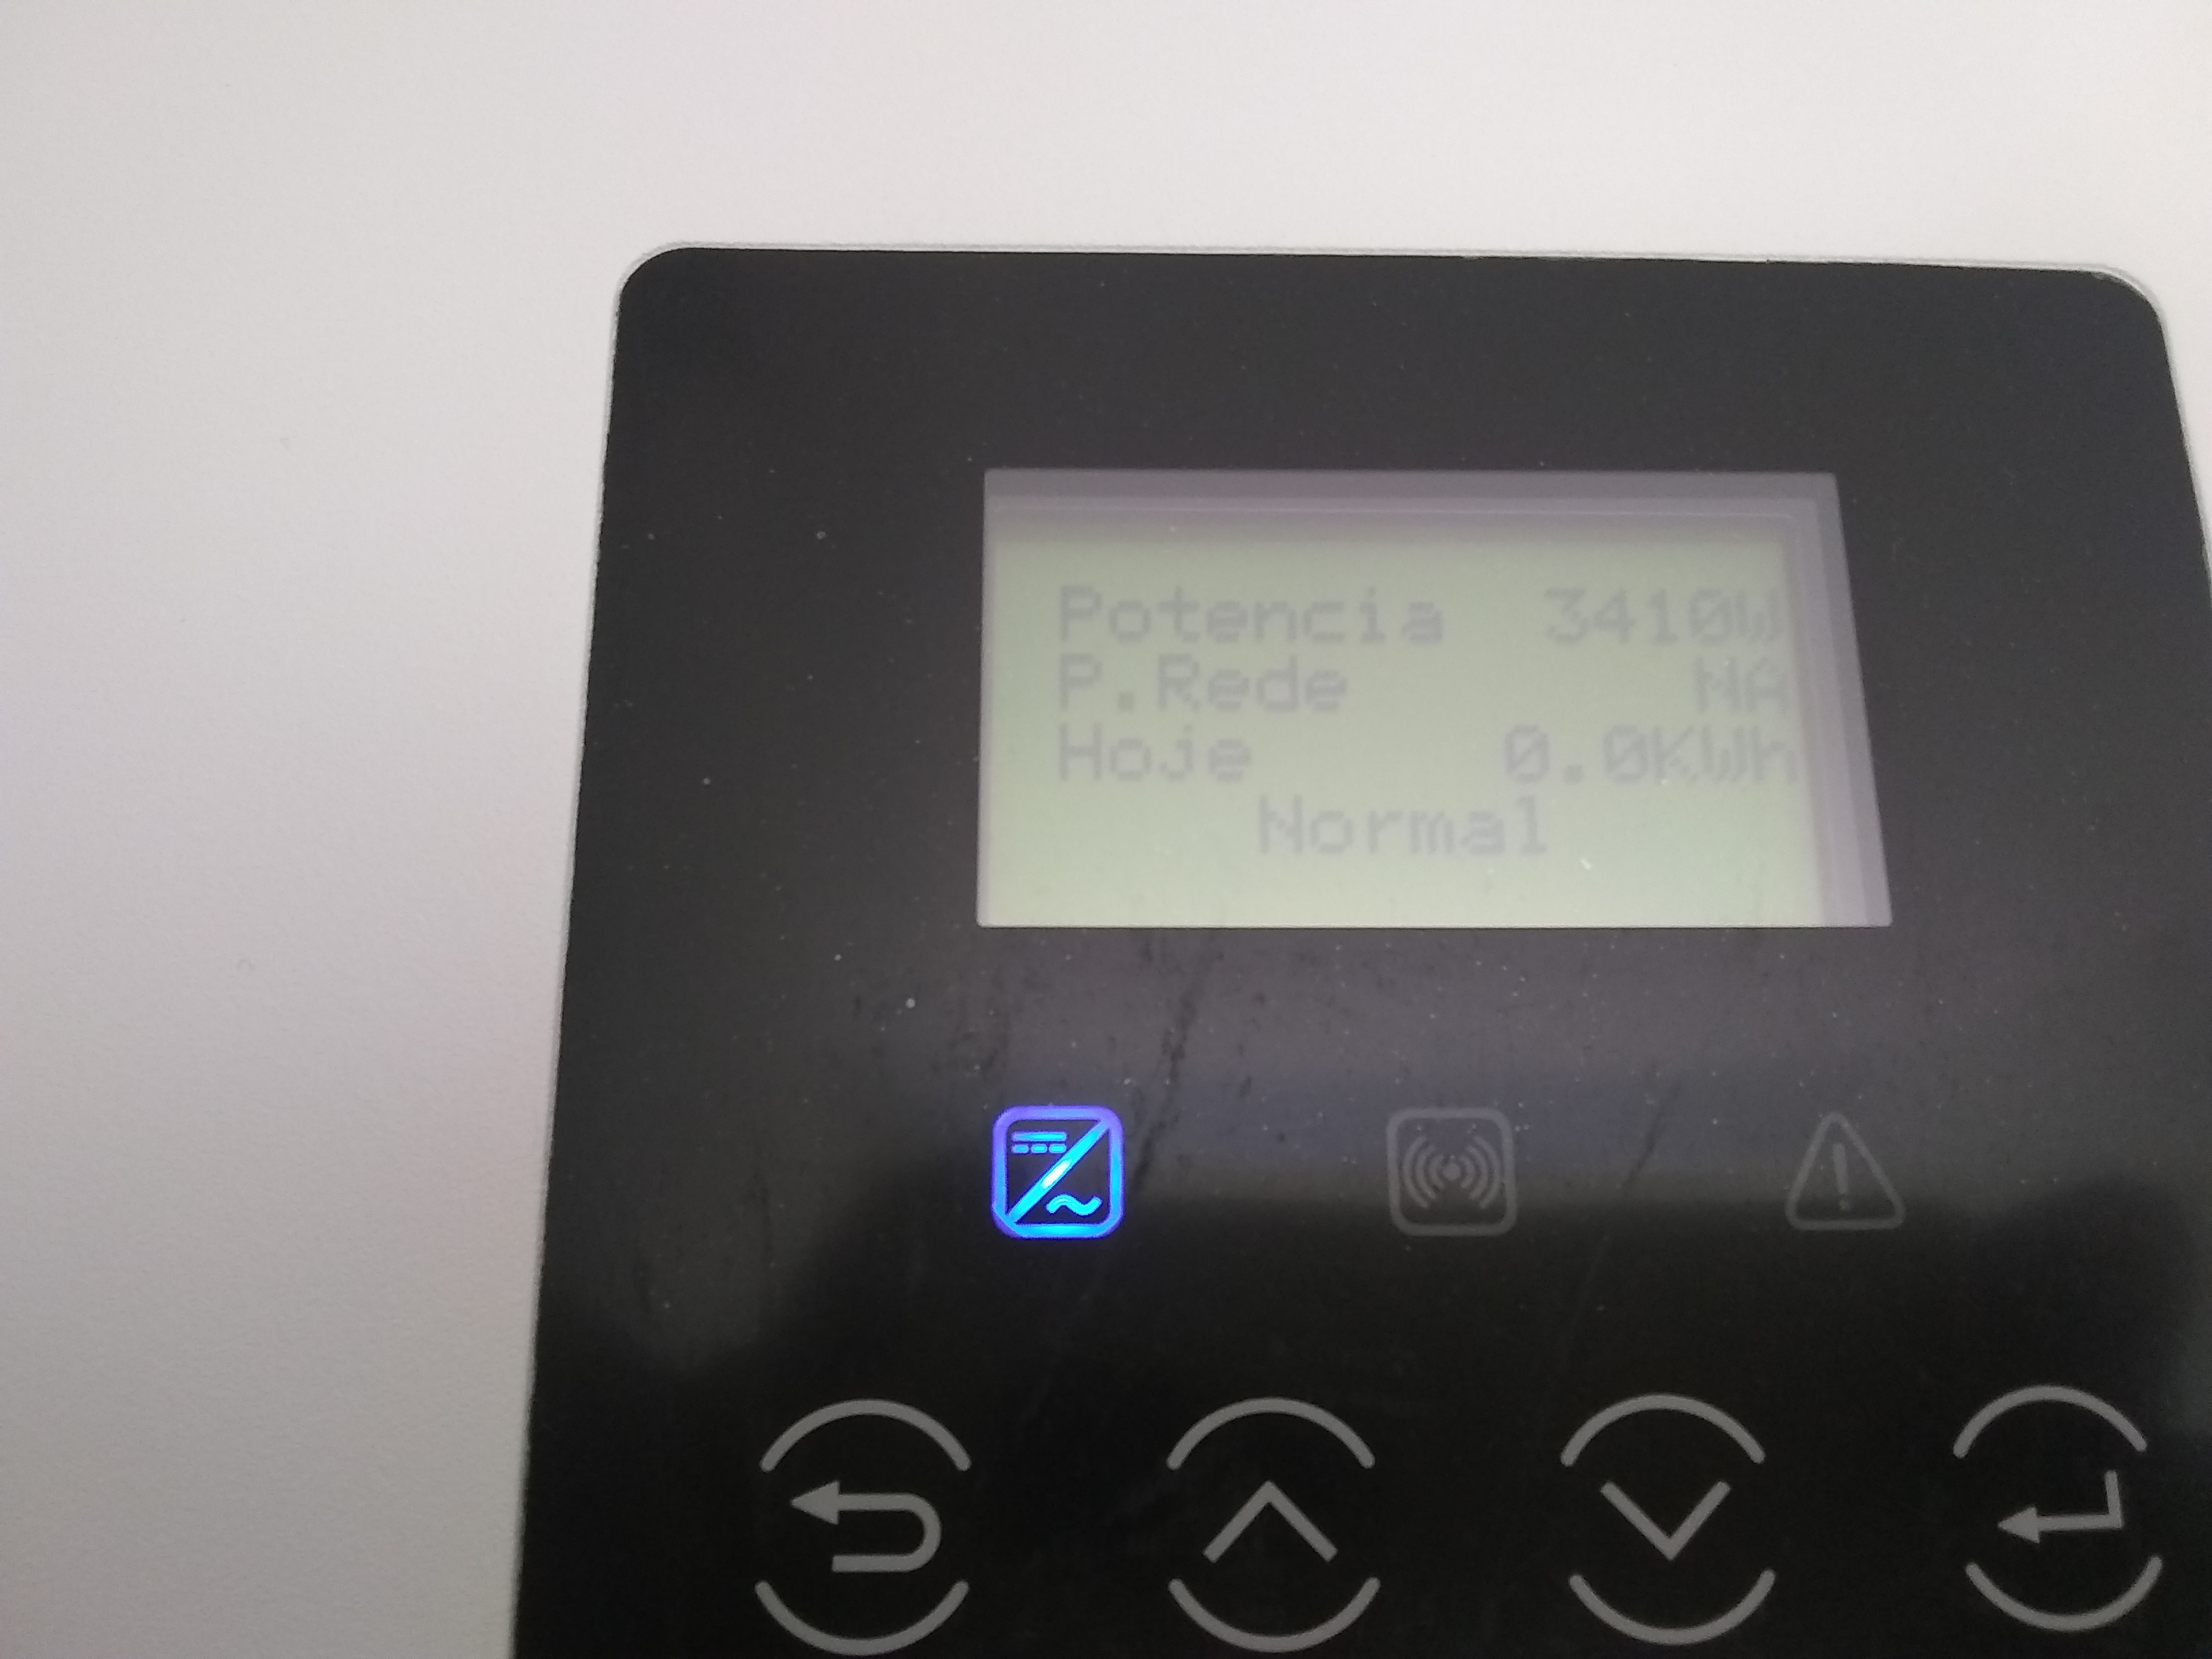 Potencia 3410W
P.Rede NA
Hoje 0.0KWh
Normal